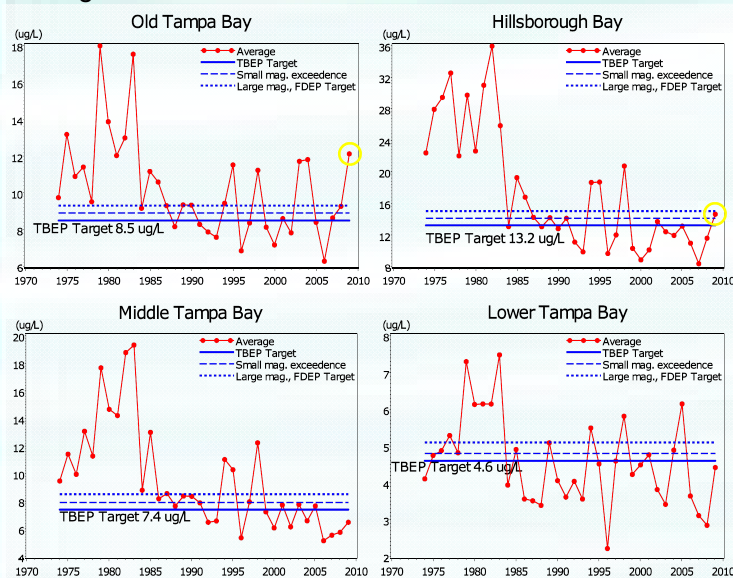 Old Tampa Bay
(ug/L)
18
16
14
12
10
8
6
Average
TBEP Target
Small mag. exceedence
Large mag., FDEP Target
TBEP Target 8.5 ug/L
1970 1975 1980 1985 1990 1995 2000 2005 2010
Hillsborough Bay
(ug/L)
36
32
28
24
20
16
12
8
Average
TBEP Target
Small mag. exceedence
Large mag., FDEP Target
TBEP Target 13.2 ug/L
1970 1975 1980 1985 1990 1995 2000 2005 2010
Middle Tampa Bay
(ug/L)
20
18
16
14
12
10
8
6
4
Average
TBEP Target
Small mag. exceedence
Large mag., FDEP Target
TBEP Target 7.4 ug/L
1970 1975 1980 1985 1990 1995 2000 2005 2010
Lower Tampa Bay
(ug/L)
8
7
6
5
4
3
2
Average
TBEP Target
Small mag. exceedence
Large mag., FDEP Target
TBEP Target 4.6 ug/L
1970 1975 1980 1985 1990 1995 2000 2005 2010